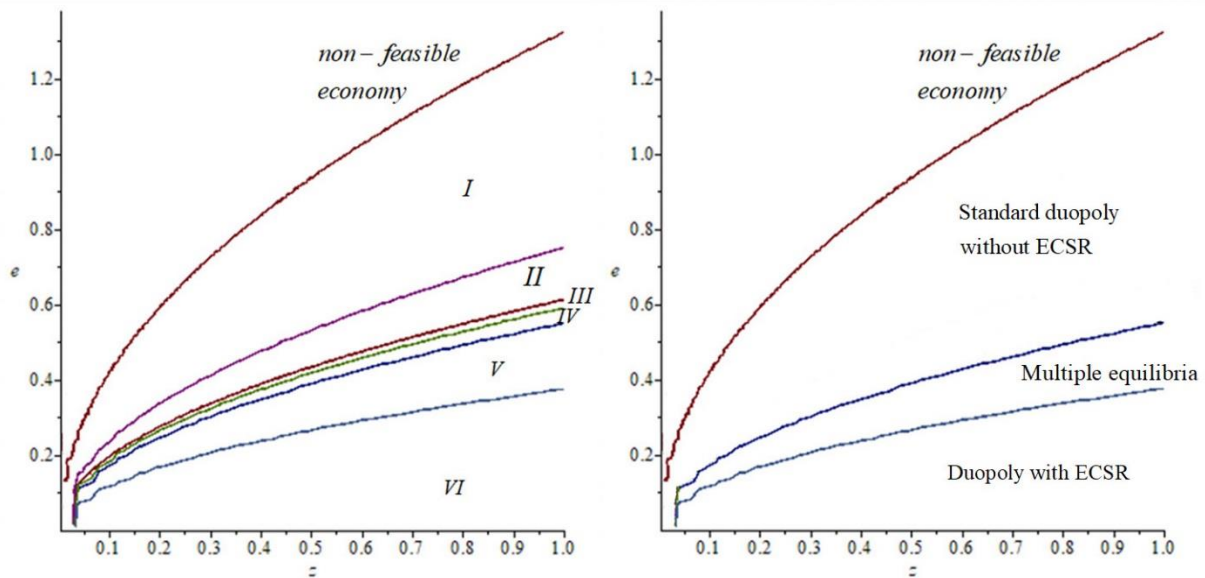 non – feasible
economy
1.2
1.0
I
0.8
e
II
0.6
III
IV
0.4
V
0.2
VI
0.1 0.2 0.3 0.4 0.5 0.6 0.7 0.8 0.9 1.0
z
non – feasible
economy
1.2
1.0
Standard duopoly
without ECSR
0.8
e
0.6
0.4
Multiple equilibria
0.2
Duopoly with ECSR
0.1 0.2 0.3 0.4 0.5 0.6 0.7 0.8 0.9 1.0
z